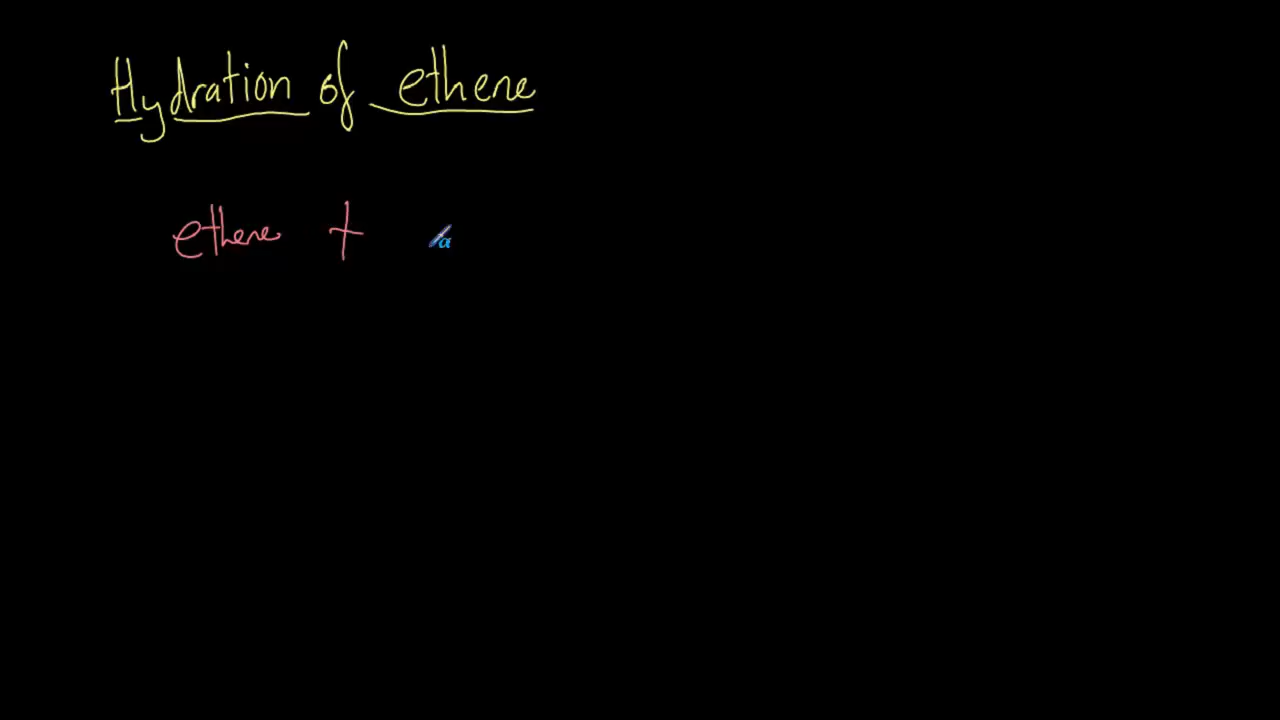 Hydration of ethene
ethene +